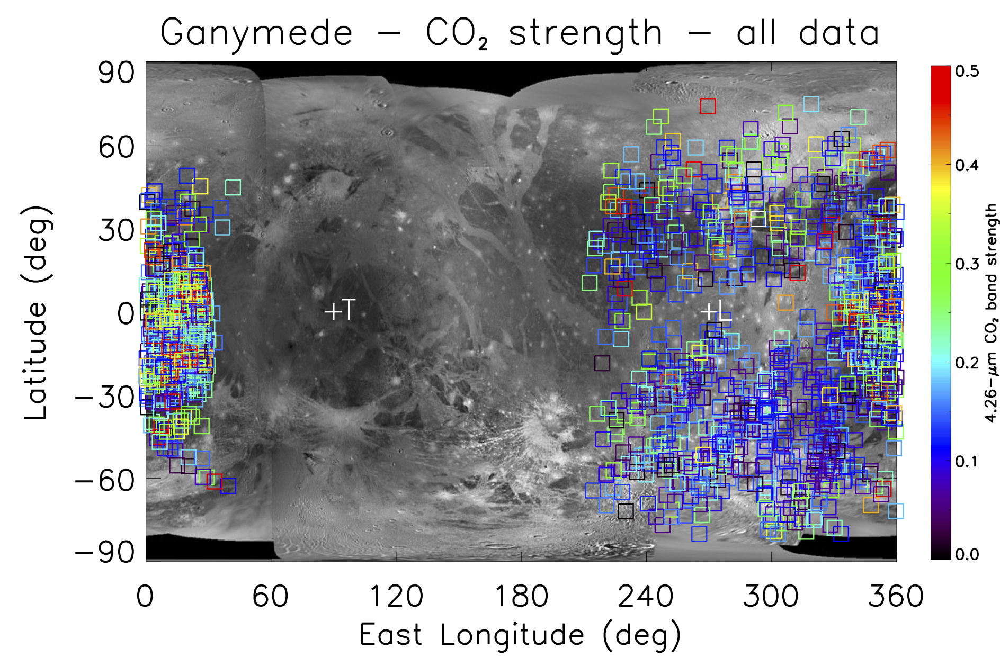 Ganymede – CO₂ strength – all data
90
60
30
0
−30
−60
−90
Latitude (deg)
+T
+L
0 60 120 180 240 300 360
East Longitude (deg)
0.5
0.4
0.3
0.2
0.1
0.0
4.26−μm CO₂ band strength